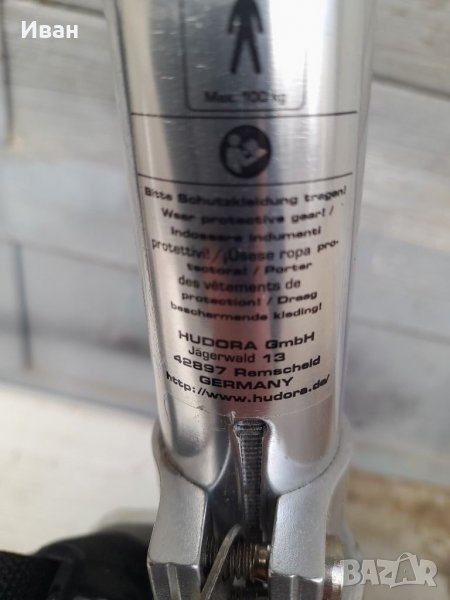 Иван
Max. 100 kg
Bitte Schutzkleidung tragen!
Wear protective gear! /
Indossare indumenti
protettivi! / ¡Úsese ropa pro-
tectora! / Porter
des vêtements de
protection! / Draag
beschermende kleding!
HUDORA GmbH
Jägerwald 13
42897 Remscheid
GERMANY
http://www.hudora.de/
BAZAR